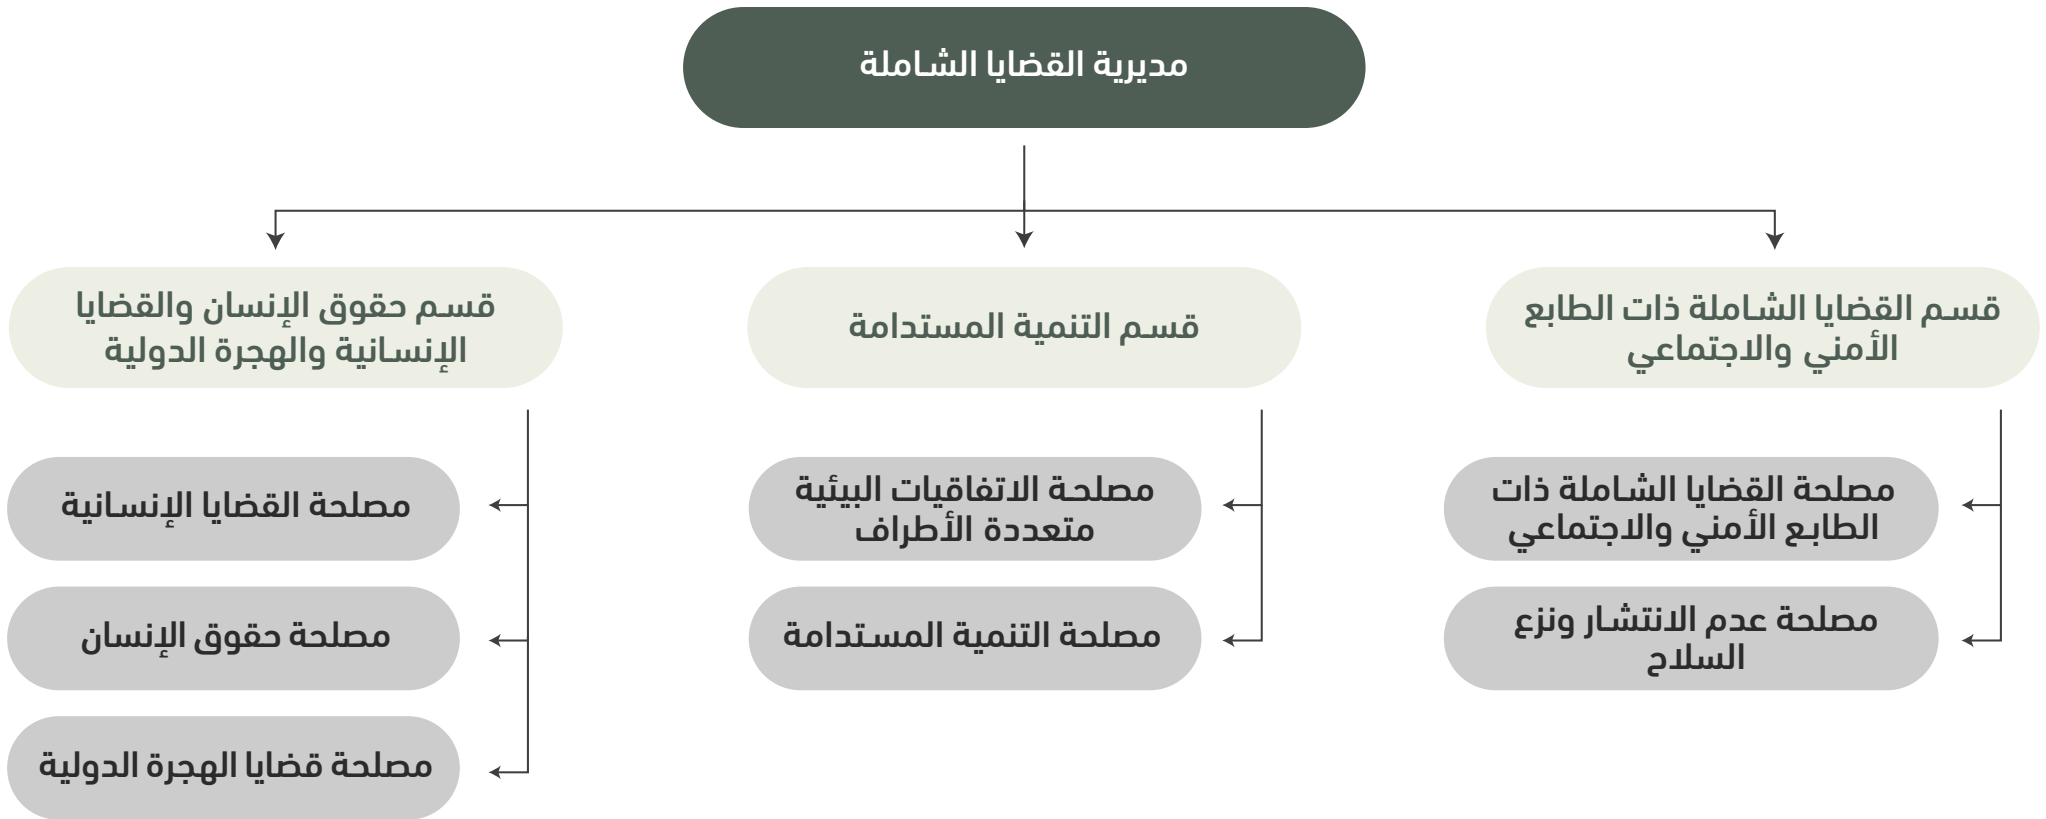 مديرية القضايا الشاملة
قسم القضايا الشاملة ذات الطابع
الأمني والاجتماعي
مصلحة القضايا الشاملة ذات
الطابع الأمني والاجتماعي
مصلحة عدم الانتشار ونزع
السلاح
قسم التنمية المستدامة
مصلحة الاتفاقيات البيئية
متعددة الأطراف
مصلحة التنمية المستدامة
قسم حقوق الإنسان والقضايا
الإنسانية والهجرة الدولية
مصلحة القضايا الإنسانية
مصلحة حقوق الإنسان
مصلحة قضايا الهجرة الدولية